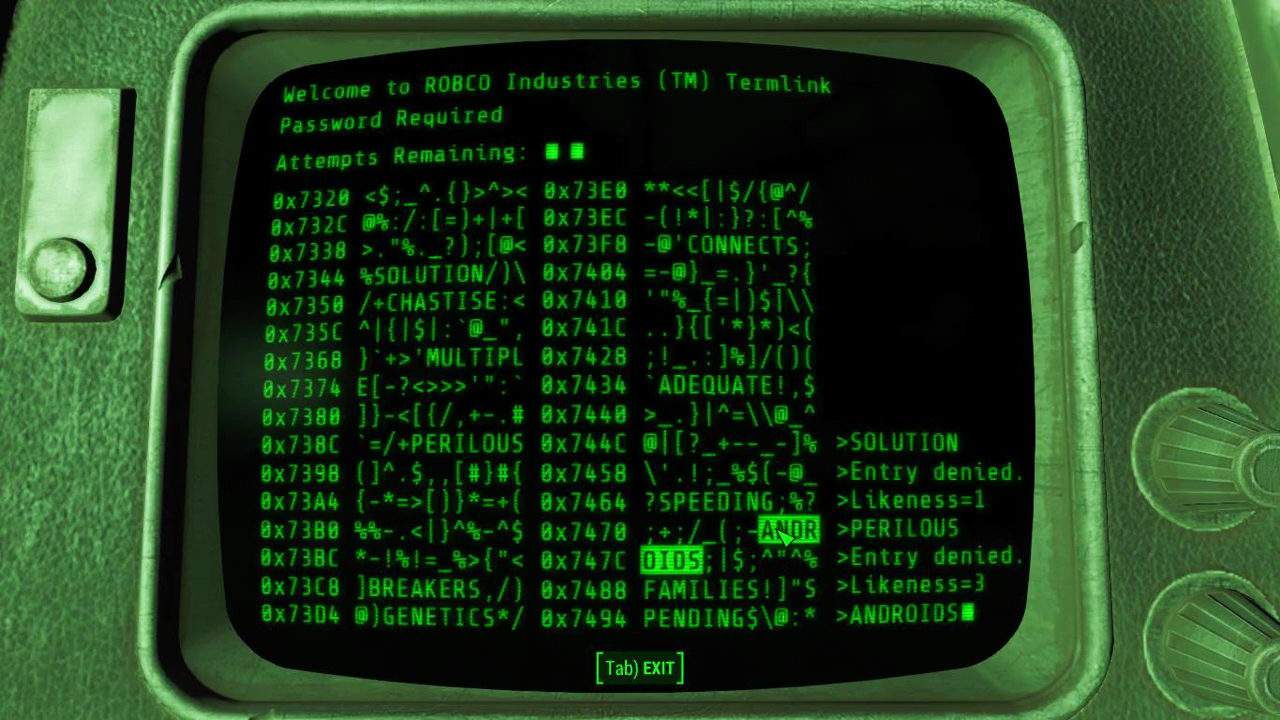 Welcome to ROBCO Industries (TM) Termlink
Password Required
Attempts Remaining: ■ ■
0x7320 <$;_^.{}>^>< 0x73E0 **<<[|$/{@^/
0x732C @%:/:[=)+|+[ 0x73EC -(!*|:}?:[^%
0x7338 >."%._?);[@< 0x73F8 -@'CONNECTS;
0x7344 %SOLUTION/)\ 0x7404 =-@}_=.}'_?{
0x7350 /+CHASTISE:< 0x7410 '"%_{=|)$|\\
0x735C ^|{|$|:`@_", 0x741C ..}{['*}*)<(
0x7368 }`+>'MULTIPL 0x7428 ;!_.:]%]/()(
0x7374 E[-?<>>>'":` 0x7434 `ADEQUATE!,$
0x7380 ]}-<[{/,+-.# 0x7440 >_.}|^=\\@_^
0x738C `=/+PERILOUS 0x744C @|[?_+--_-]% >SOLUTION
0x7398 (]^.$,,[#}#{ 0x7458 \'.!;_%$(-@_ >Entry denied.
0x73A4 {-*=>[)}*=+( 0x7464 ?SPEEDING;%? >Likeness=1
0x73B0 %%-.<|}^%-^$ 0x7470 ;+;/_(;-ANDR >PERILOUS
0x73BC *-!%!=_%>{"< 0x747C OIDS;|$;^"^% >Entry denied.
0x73C8 ]BREAKERS,/) 0x7488 FAMILIES!]"S >Likeness=3
0x73D4 @)GENETICS*/ 0x7494 PENDING$\@:* >ANDROIDS■
[Tab) EXIT]